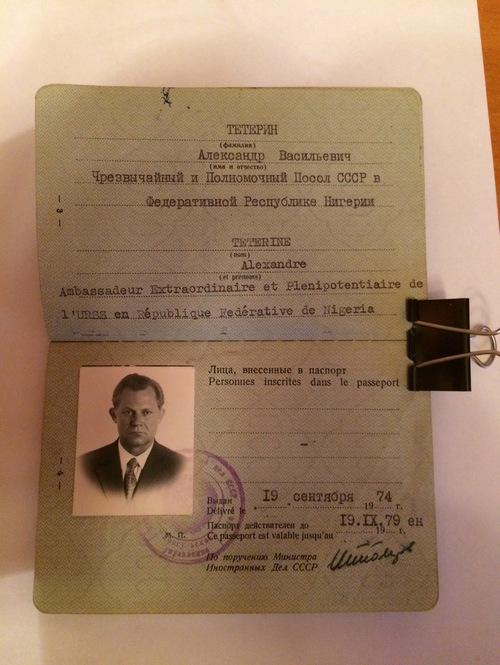 ТЕТЕРИН
(фамилия)
Александр Васильевич
(имя и отчество)
Чрезвычайный и Полномочный Посол СССР в
Федеративной Республике Нигерии
TETERINE
(nom)
Alexandre
(et prénoms)
Ambassadeur Extraordinaire et Plenipotentiaire de
l'URSS en République Fedérative de Nigeria
— 3 —
Лица, внесенные в паспорт
Personnes inscrites dans le passeport
—
— 4 —
Выдан 19 сентября 1974 г.
Délivré le
Паспорт действителен до 19.IX.79 ен
Ce passeport est valable jusqu'au 19 г.
м. п.
По поручению Министра
Иностранных Дел СССР